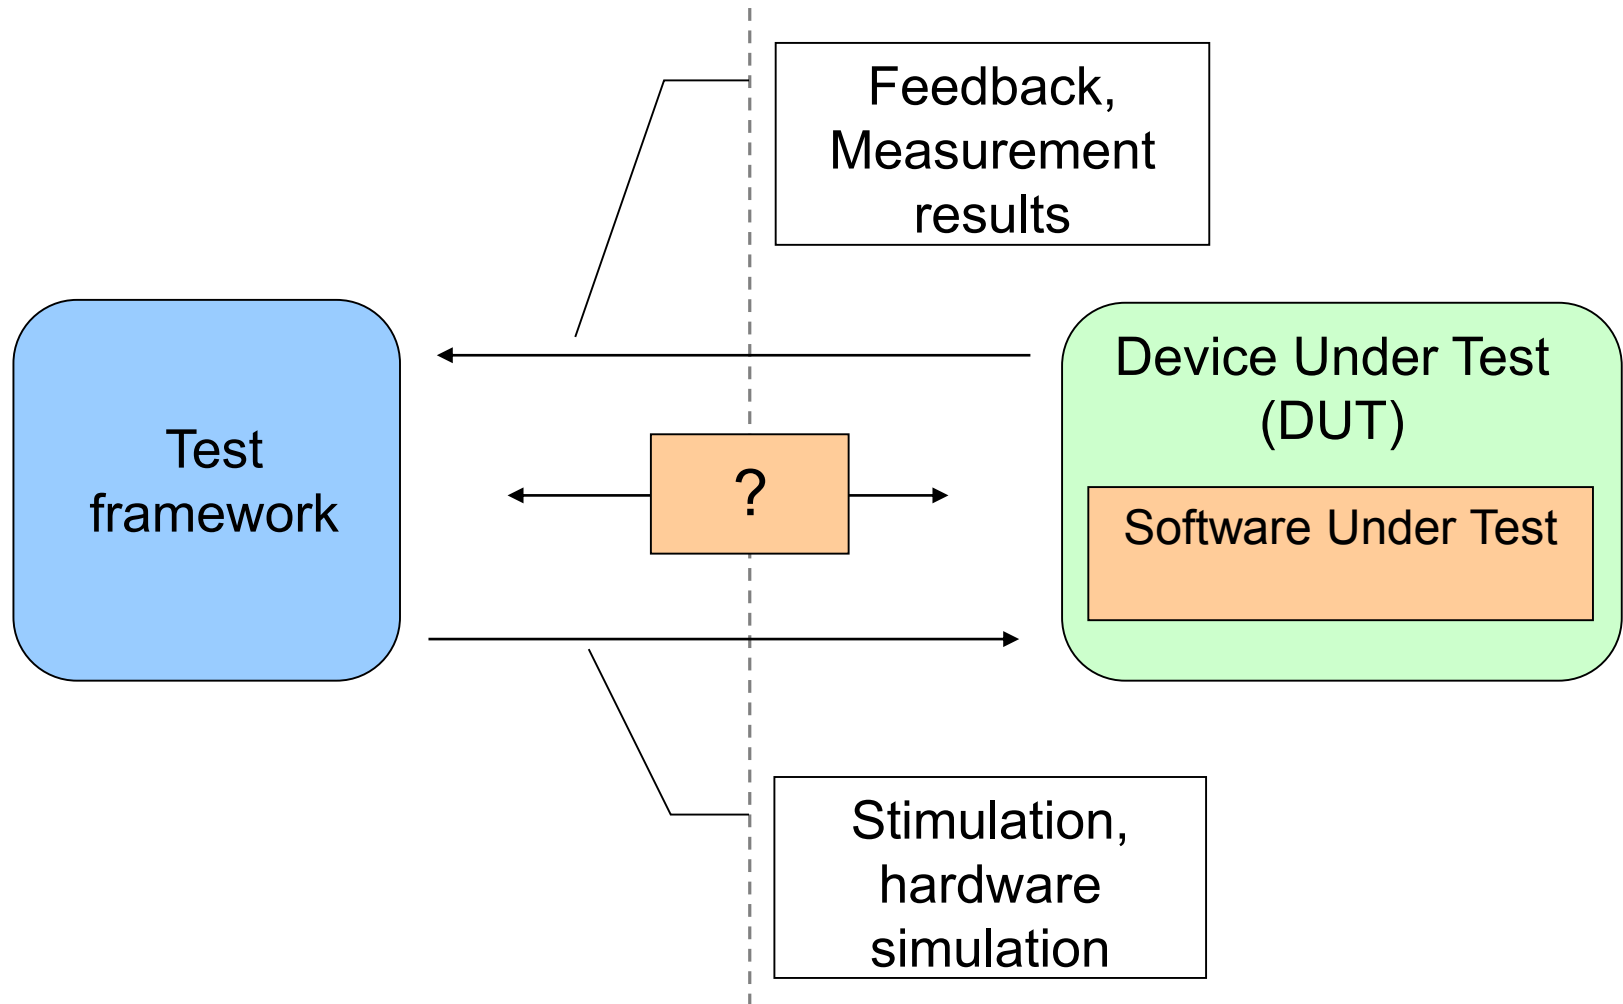 Feedback,
Measurement
results
Test
framework
Device Under Test
(DUT)
?
Software Under Test
Stimulation,
hardware
simulation